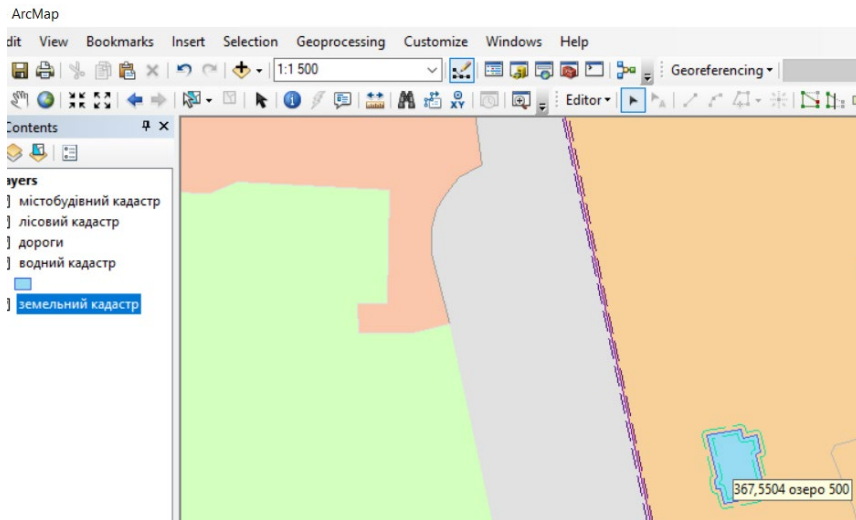 ArcMap
dit View Bookmarks Insert Selection Geoprocessing Customize Windows Help
1:1 500 Georeferencing
Editor
Contents
ayers
містобудівний кадастр
лісовий кадастр
дороги
водний кадастр
земельний кадастр
367,5504 озеро 500